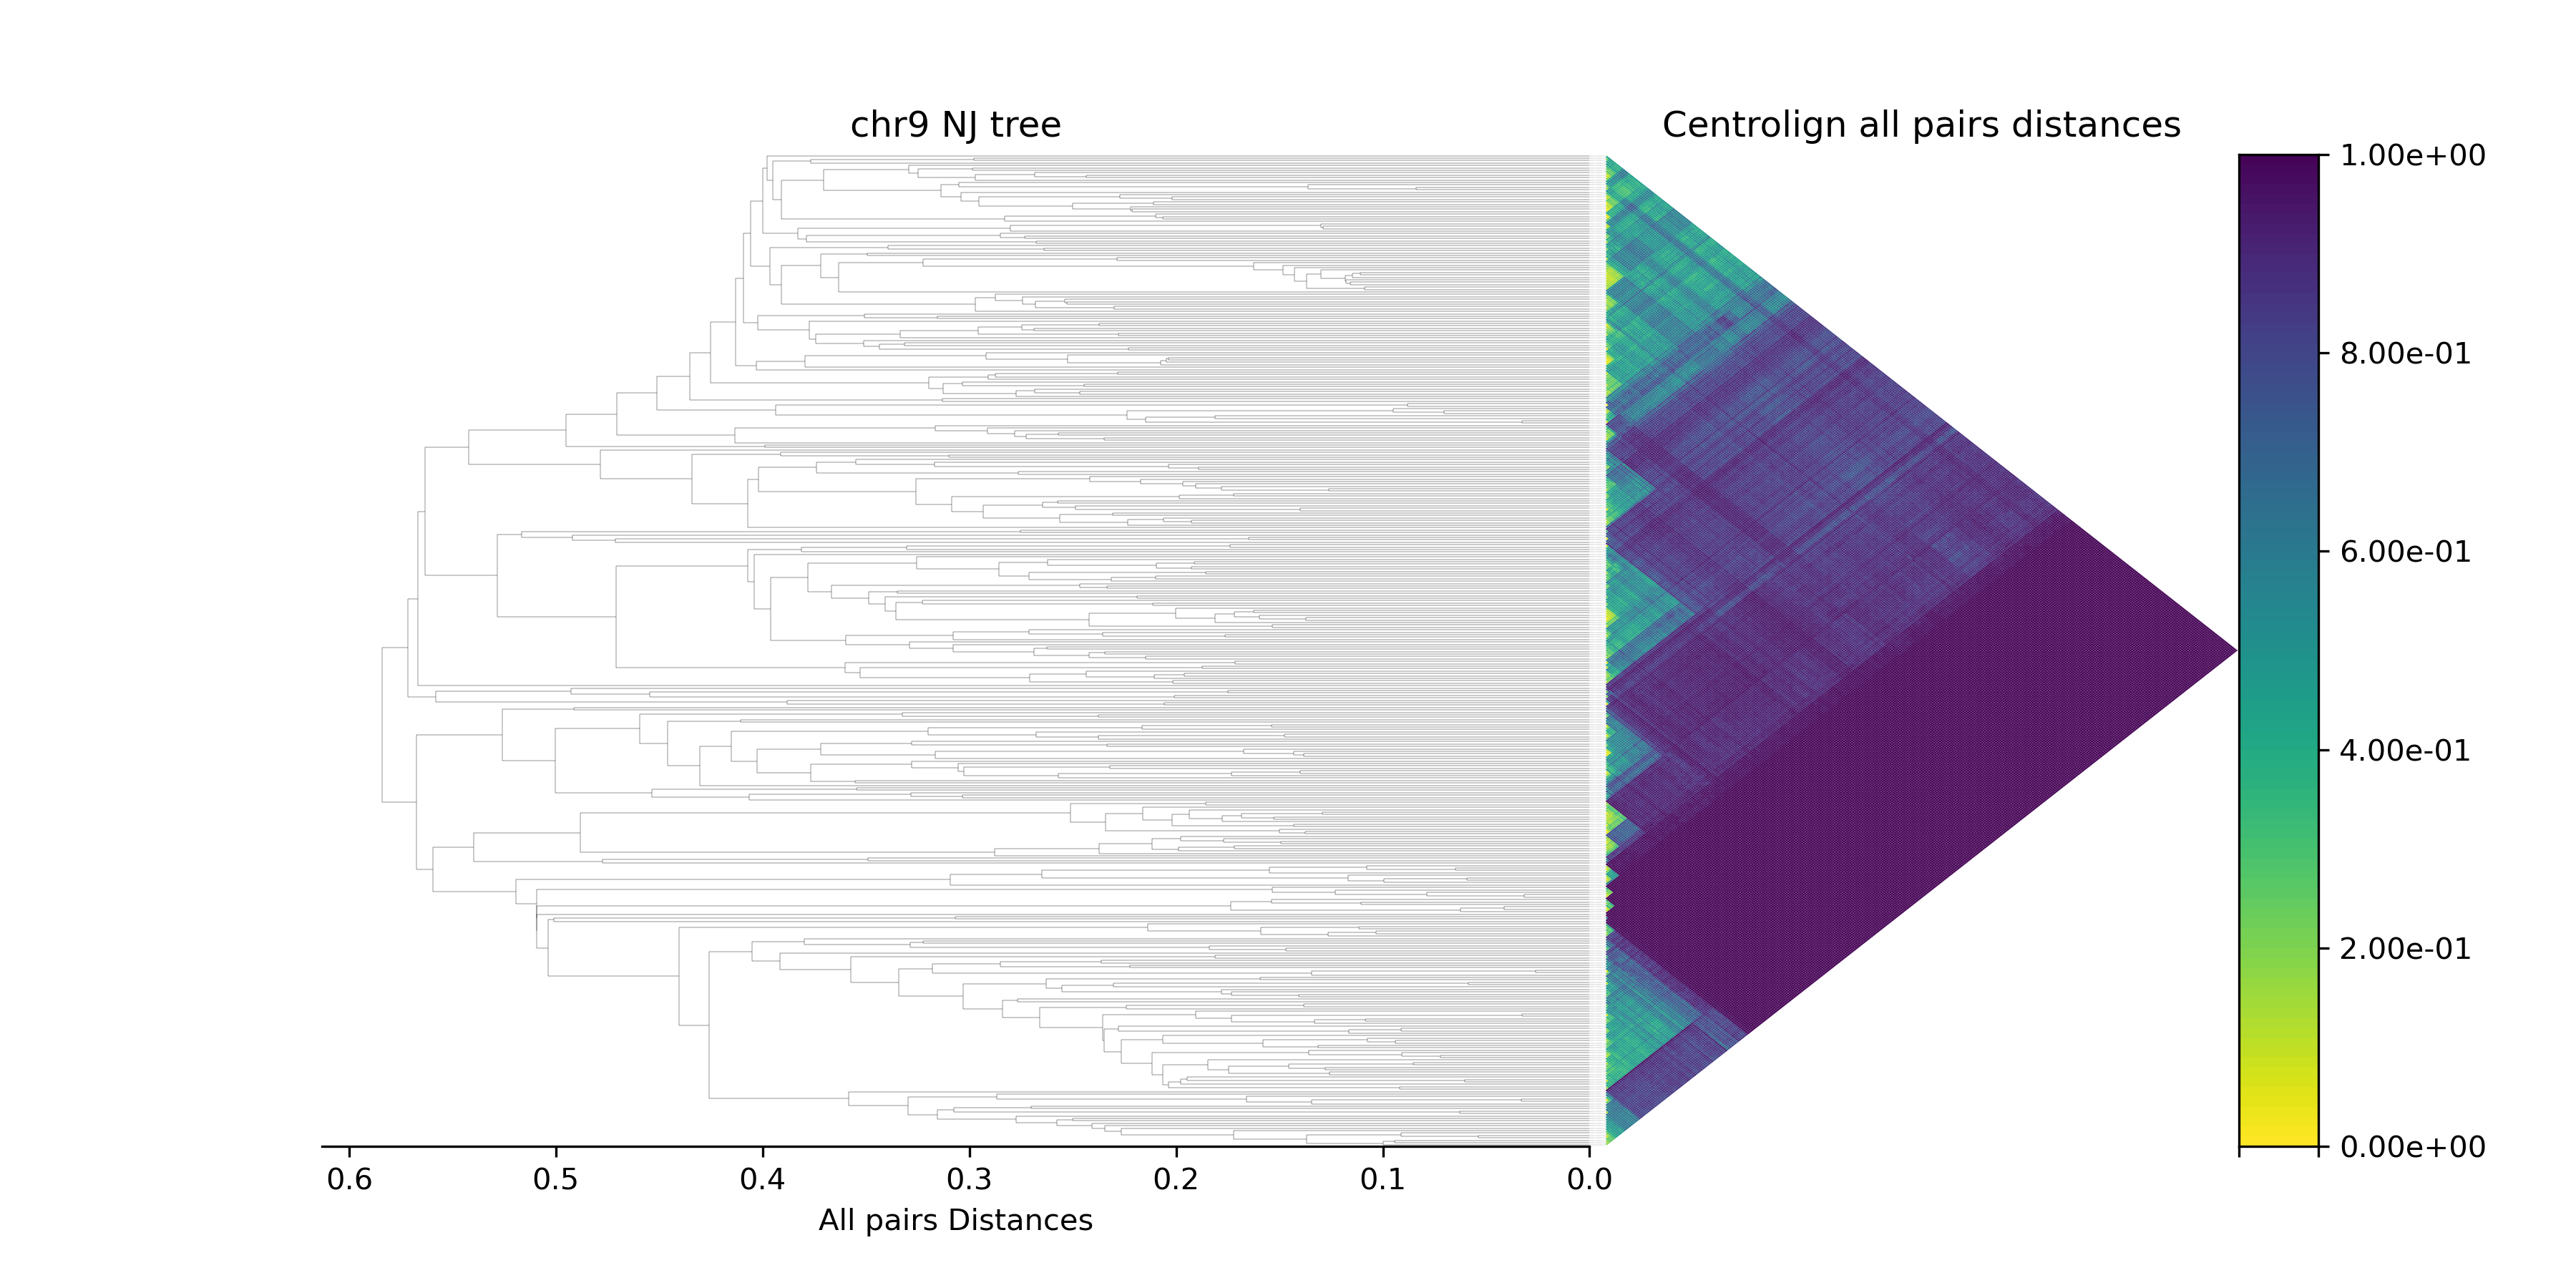 chr9 NJ tree
Centrolign all pairs distances
1.00e+00
8.00e-01
6.00e-01
4.00e-01
2.00e-01
0.00e+00
0.6 0.5 0.4 0.3 0.2 0.1 0.0
All pairs Distances